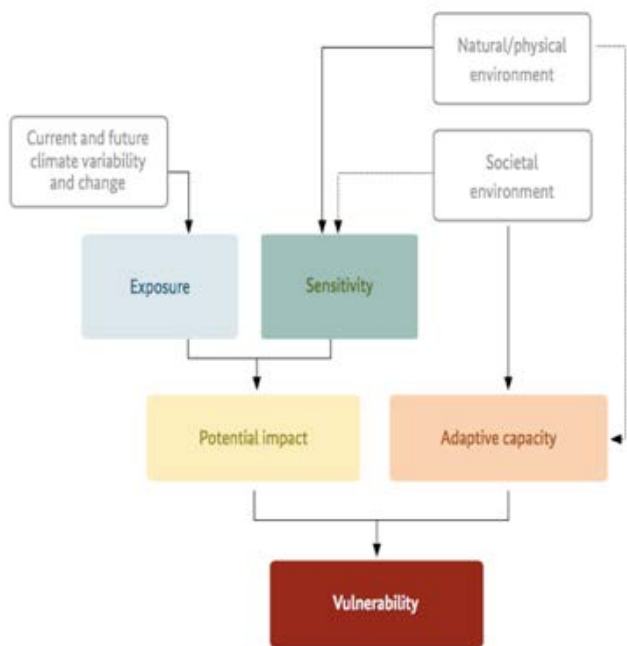 Natural/physical
environment
Current and future
climate variability
and change
Societal
environment
Exposure
Sensitivity
Potential impact
Adaptive capacity
Vulnerability